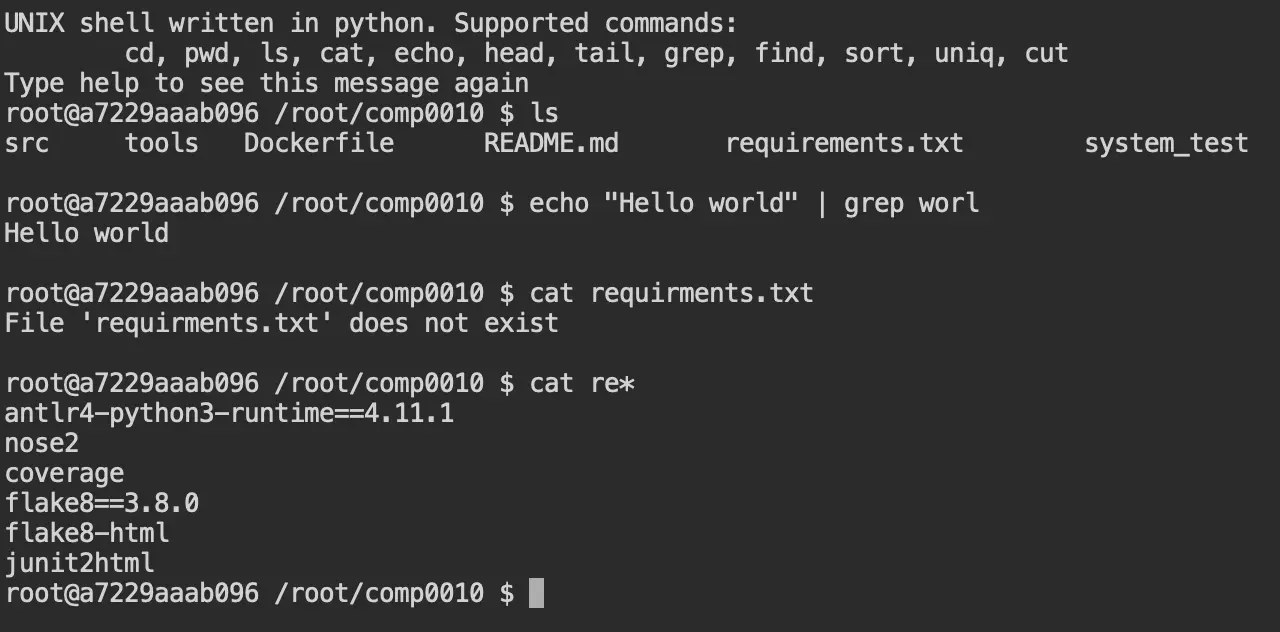 UNIX shell written in python. Supported commands:
cd, pwd, ls, cat, echo, head, tail, grep, find, sort, uniq, cut
Type help to see this message again
root@a7229aaab096 /root/comp0010 $ ls
src tools Dockerfile README.md requirements.txt system_test
root@a7229aaab096 /root/comp0010 $ echo "Hello world" | grep worl
Hello world
root@a7229aaab096 /root/comp0010 $ cat requirments.txt
File 'requirments.txt' does not exist
root@a7229aaab096 /root/comp0010 $ cat re*
antlr4-python3-runtime==4.11.1
nose2
coverage
flake8==3.8.0
flake8-html
junit2html
root@a7229aaab096 /root/comp0010 $